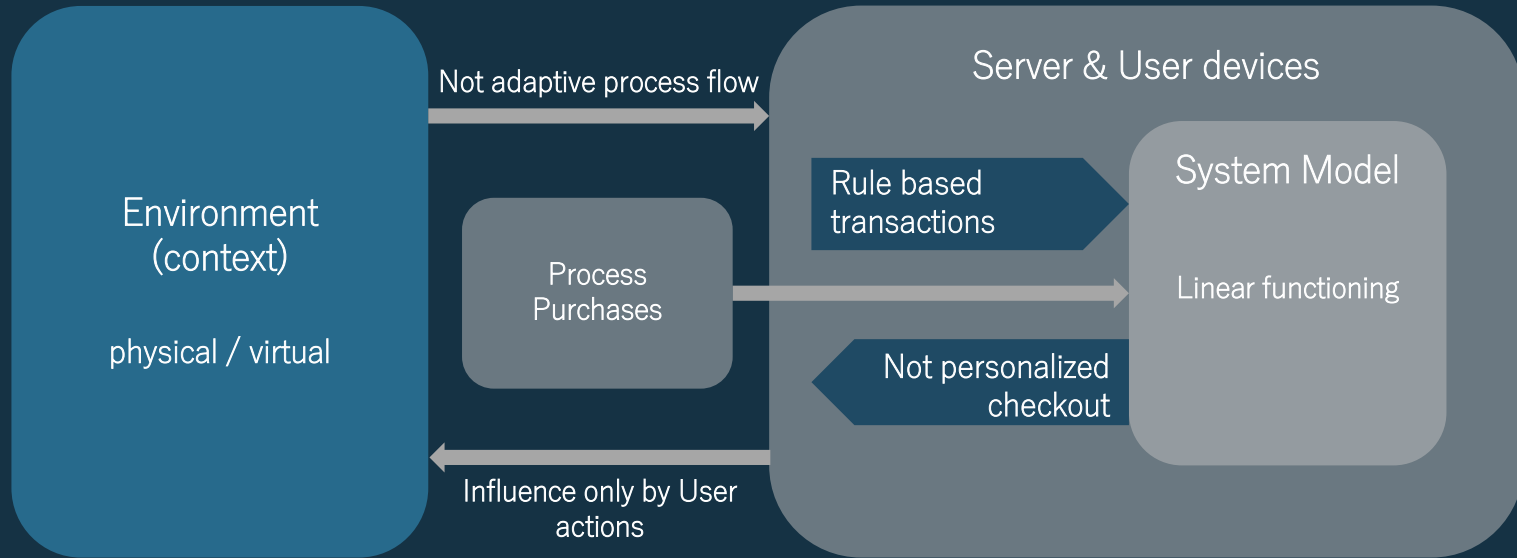 Environment
(context)
physical / virtual
Not adaptive process flow
Process
Purchases
Influence only by User
actions
Server & User devices
Rule based
transactions
Not personalized
checkout
System Model
Linear functioning